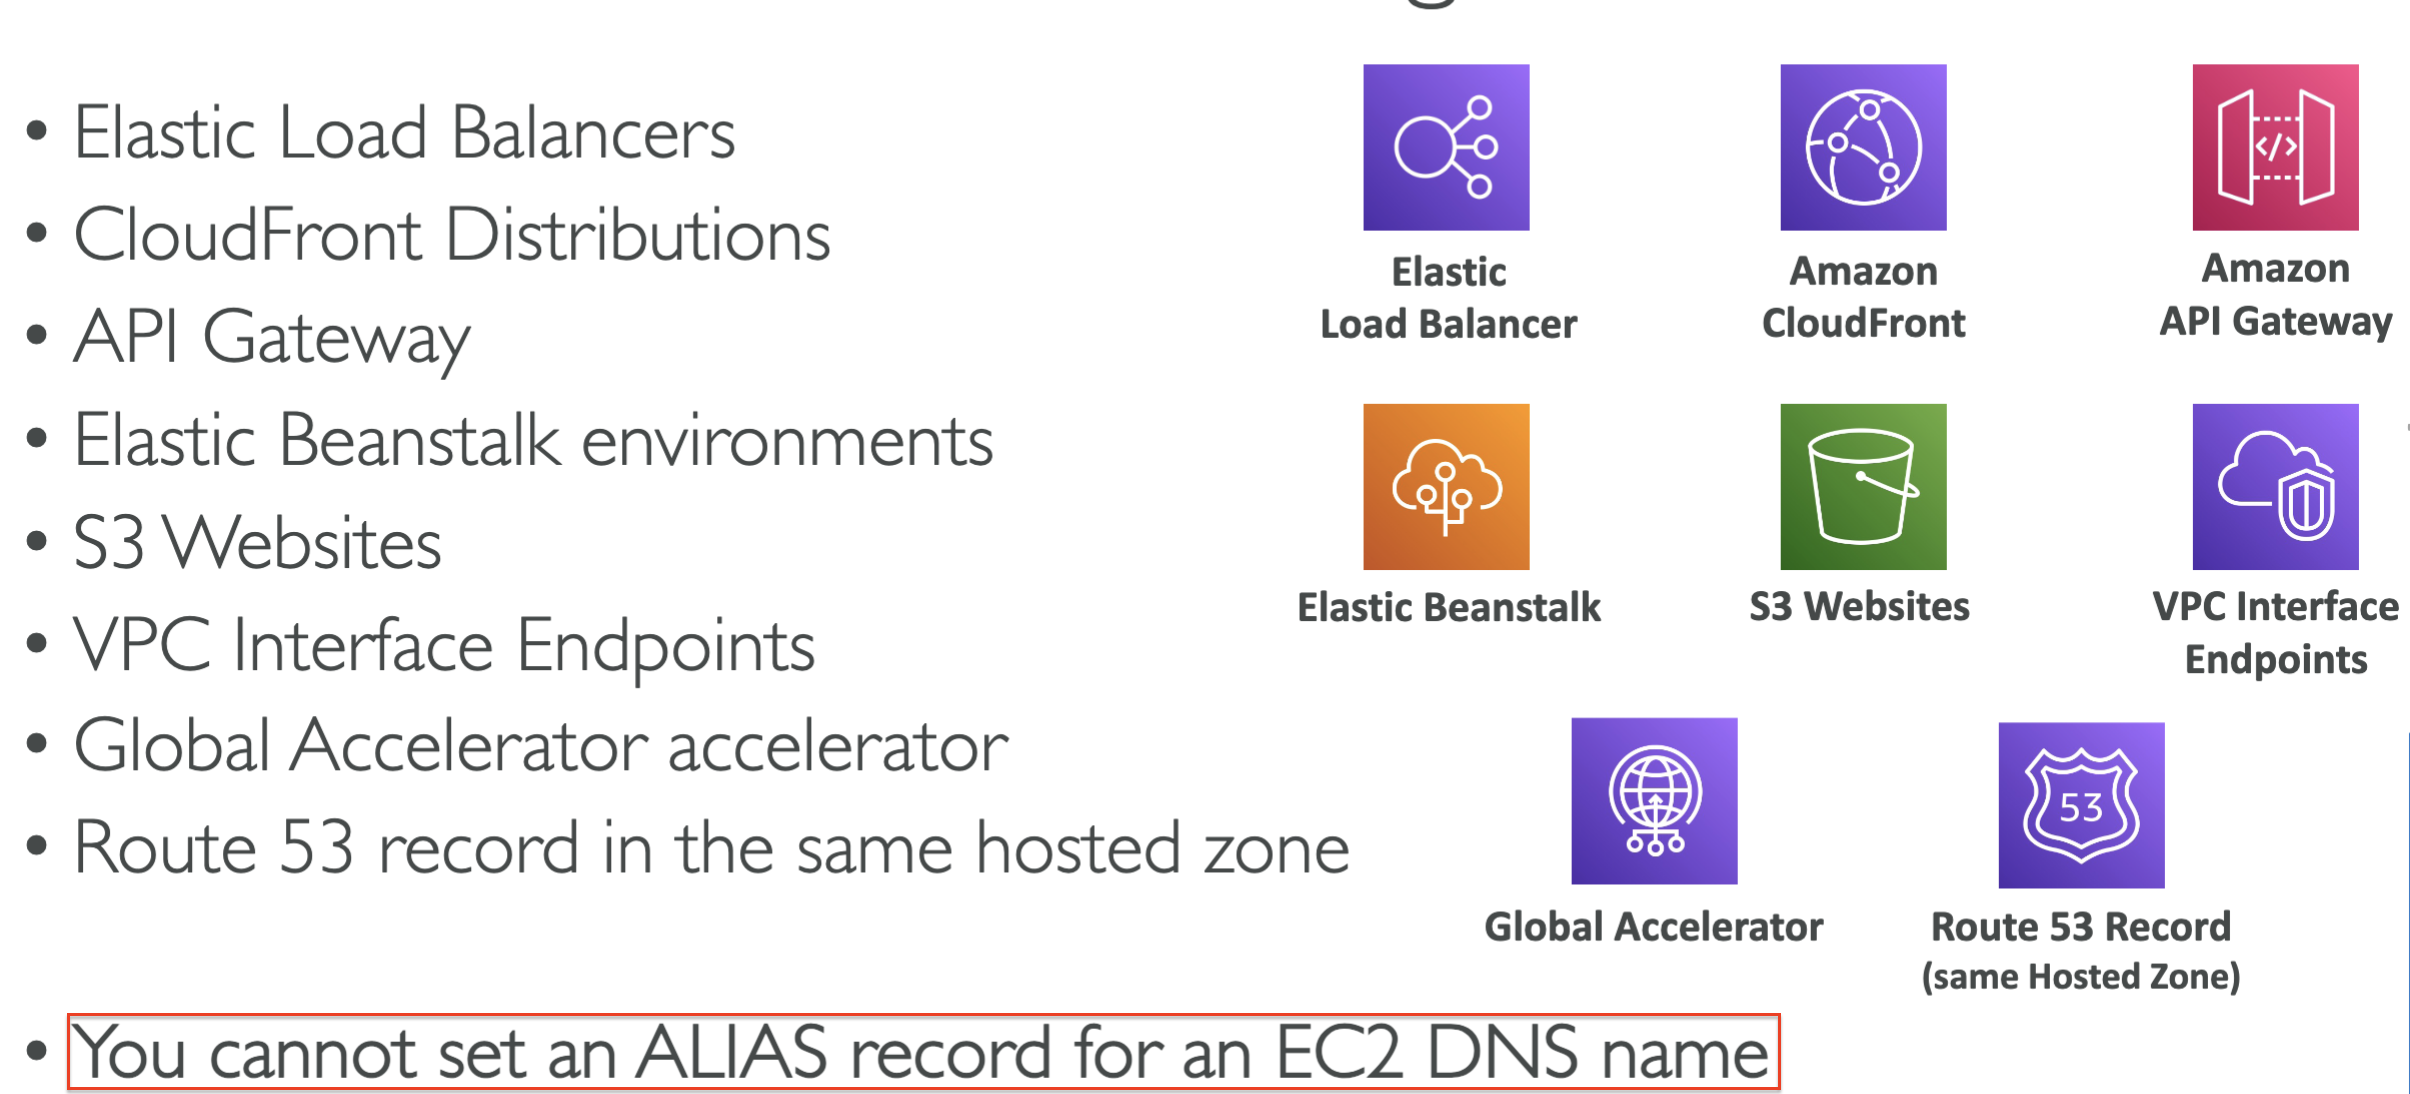 • Elastic Load Balancers
• CloudFront Distributions
• API Gateway
• Elastic Beanstalk environments
• S3 Websites
• VPC Interface Endpoints
• Global Accelerator accelerator
• Route 53 record in the same hosted zone
• You cannot set an ALIAS record for an EC2 DNS name
Elastic
Load Balancer
Amazon
CloudFront
</>
Amazon
API Gateway
Elastic Beanstalk
S3 Websites
VPC Interface
Endpoints
Global Accelerator
53
Route 53 Record
(same Hosted Zone)